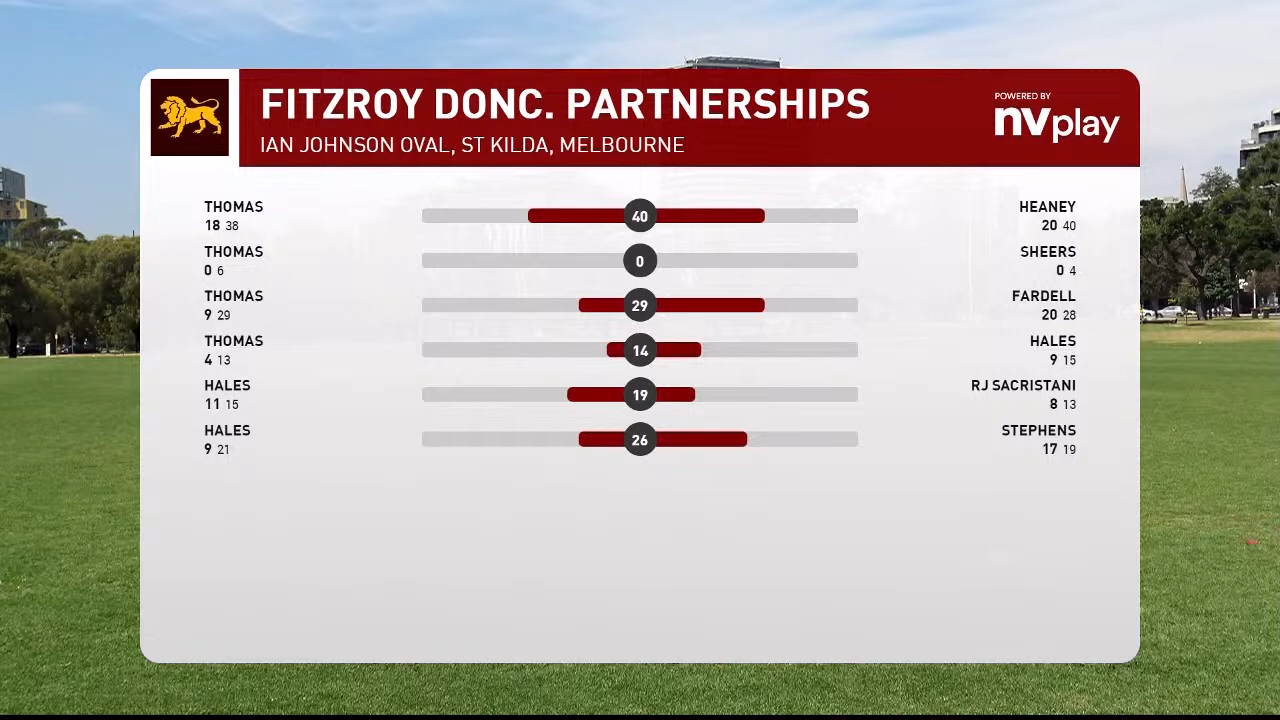 FITZROY DONC. PARTNERSHIPS
IAN JOHNSON OVAL, ST KILDA, MELBOURNE
POWERED BY
nvplay
THOMAS 40 HEANEY
18 38 20 40
THOMAS 0 SHEERS
0 6 0 4
THOMAS 29 FARDELL
9 29 20 28
THOMAS 14 HALES
4 13 9 15
HALES 19 RJ SACRISTANI
11 15 8 13
HALES 26 STEPHENS
9 21 17 19